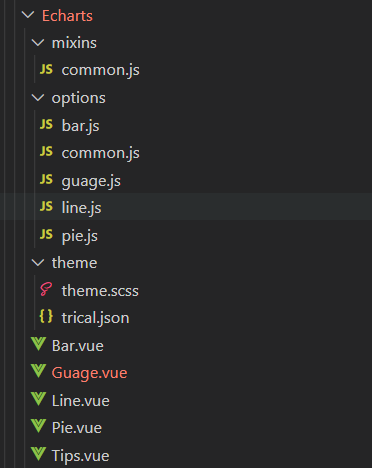 Echarts
mixins
JS common.js
options
JS bar.js
JS common.js
JS guage.js
JS line.js
JS pie.js
theme
theme.scss
{} trical.json
Bar.vue
Guage.vue
Line.vue
Pie.vue
Tips.vue